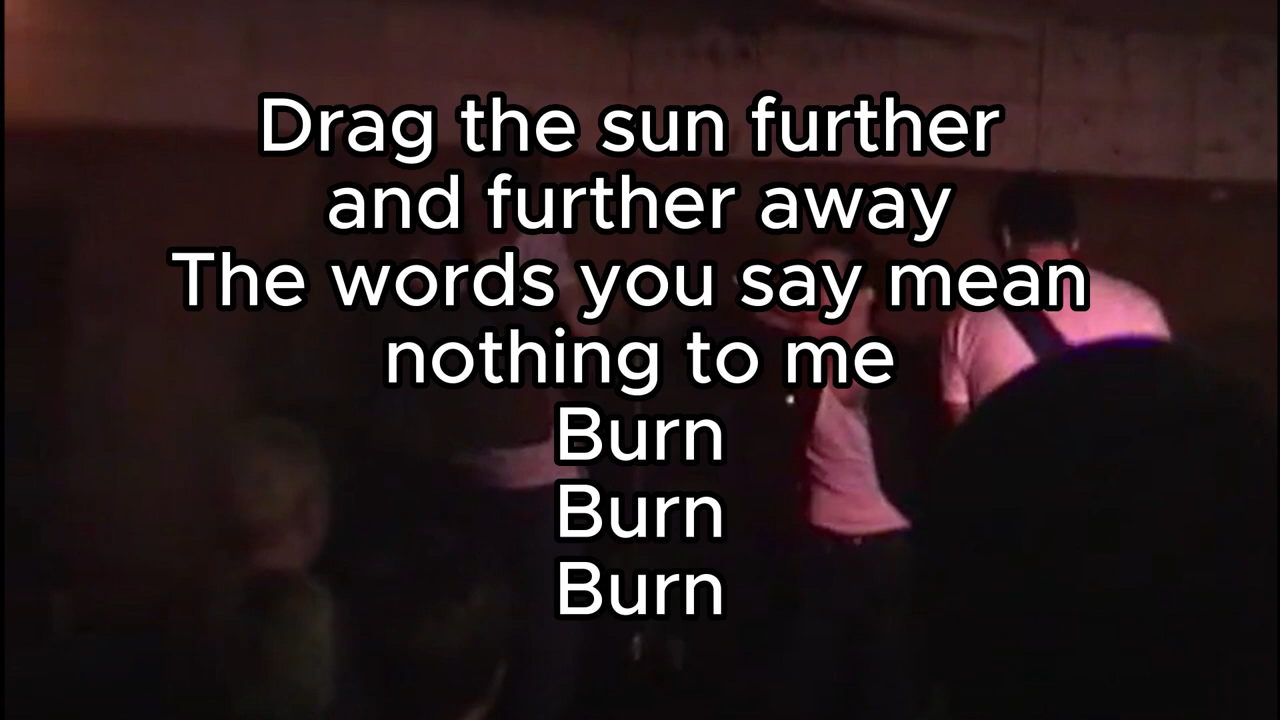 Drag the sun further
and further away
The words you say mean
nothing to me
Burn
Burn
Burn